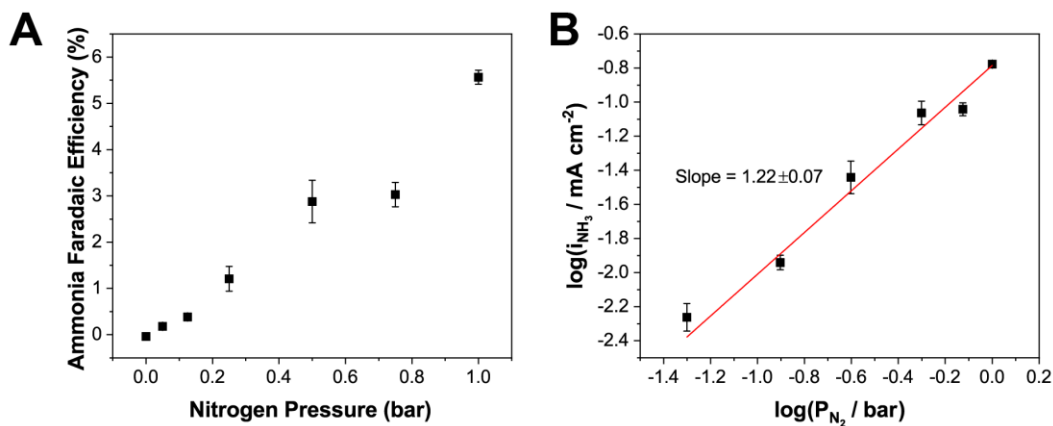 A
Ammonia Faradaic Efficiency (%)
6
5
4
3
2
1
0
0.0 0.2 0.4 0.6 0.8 1.0
Nitrogen Pressure (bar)
B
log(i_NH₃ / mA cm⁻²)
-0.6
-0.8
-1.0
-1.2
-1.4
-1.6
-1.8
-2.0
-2.2
-2.4
Slope = 1.22±0.07
-1.4 -1.2 -1.0 -0.8 -0.6 -0.4 -0.2 0.0 0.2
log(P_N₂ / bar)